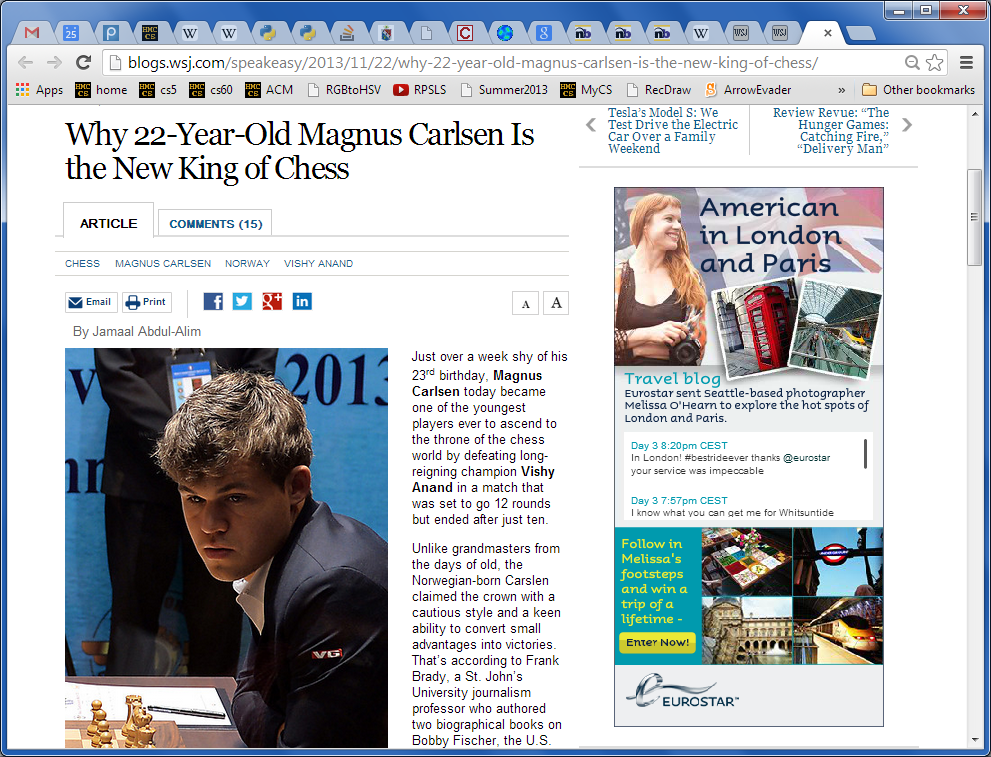 25
HMC
CS
W
W
W
WSJ
WSJ
blogs.wsj.com/speakeasy/2013/11/22/why-22-year-old-magnus-carlsen-is-the-new-king-of-chess/
Apps
home
cs5
cs60
ACM
RGBtoHSV
RPSLS
Summer2013
MyCS
RecDraw
ArrowEvader
»
Other bookmarks
Why 22-Year-Old Magnus Carlsen Is
the New King of Chess
ARTICLE
COMMENTS (15)
CHESS MAGNUS CARLSEN NORWAY VISHY ANAND
Email
Print
A
A
By Jamaal Abdul-Alim
2013
VG
Just over a week shy of his
23rd birthday, Magnus
Carlsen today became
one of the youngest
players ever to ascend to
the throne of the chess
world by defeating long-
reigning champion Vishy
Anand in a match that
was set to go 12 rounds
but ended after just ten.
Unlike grandmasters from
the days of old, the
Norwegian-born Carslen
claimed the crown with a
cautious style and a keen
ability to convert small
advantages into victories.
That's according to Frank
Brady, a St. John's
University journalism
professor who authored
two biographical books on
Bobby Fischer, the U.S.
Tesla's Model S: We
Test Drive the Electric
Car Over a Family
Weekend
Review Revue: "The
Hunger Games:
Catching Fire,"
"Delivery Man"
American
in London
and Paris
Travel blog
Eurostar sent Seattle-based photographer
Melissa O'Hearn to explore the hot spots of
London and Paris.
Day 3 8:20pm CEST
In London! #bestrideever thanks @eurostar
your service was impeccable
Day 3 7:57pm CEST
I know what you can get me for Whitsuntide
Follow in
Melissa's
footsteps
and win a
trip of a
lifetime -
Enter Now!
UNDERGROUND
EUROSTAR™